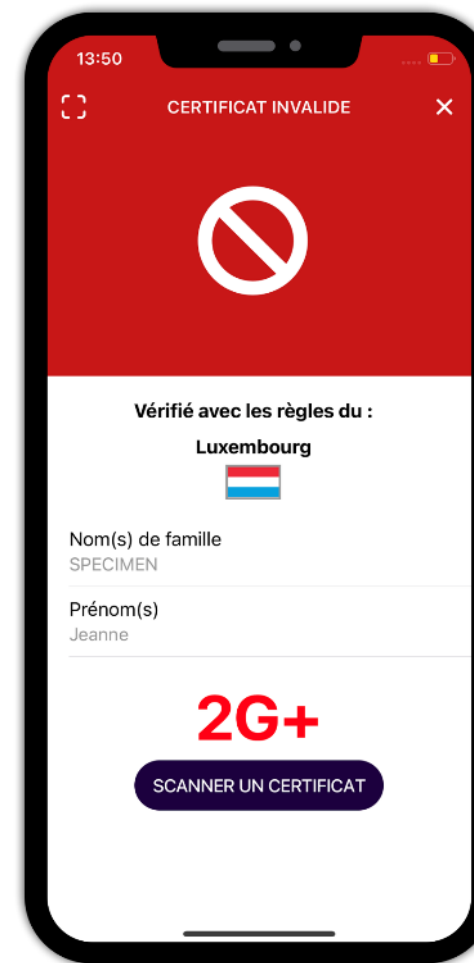 13:50
CERTIFICAT INVALIDE
Vérifié avec les règles du :
Luxembourg
Nom(s) de famille
SPECIMEN
Prénom(s)
Jeanne
2G+
SCANNER UN CERTIFICAT